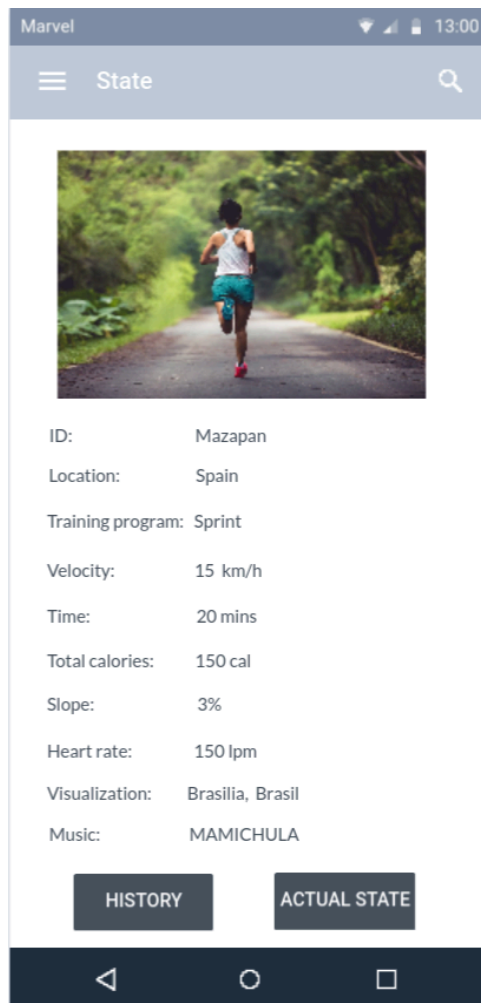 Marvel 13:00
State
ID: Mazapan
Location: Spain
Training program: Sprint
Velocity: 15 km/h
Time: 20 mins
Total calories: 150 cal
Slope: 3%
Heart rate: 150 lpm
Visualization: Brasilia, Brasil
Music: MAMICHULA
HISTORY ACTUAL STATE